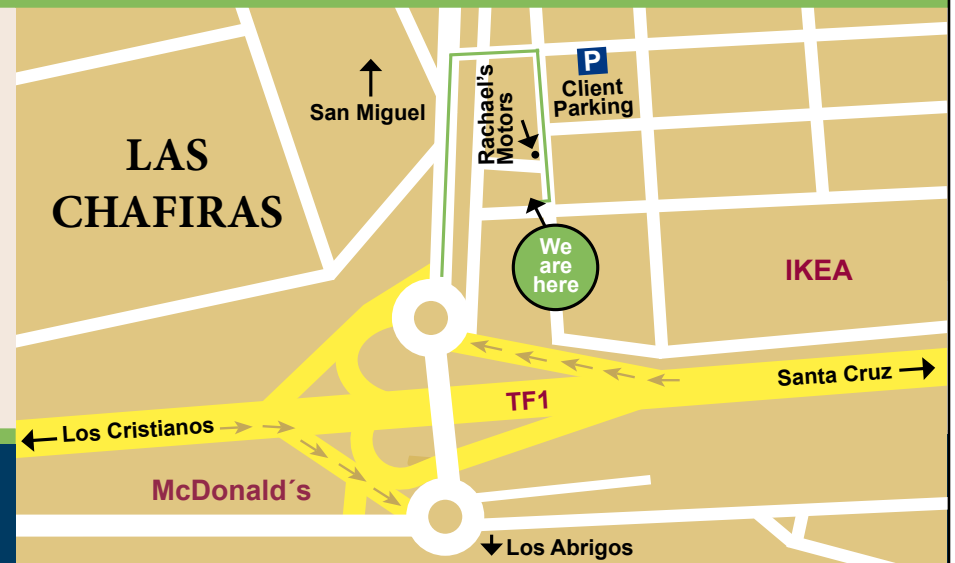 P
Client
Parking
San Miguel
Rachael's
Motors
LAS
CHAFIRAS
We
are
here
IKEA
Santa Cruz
TF1
Los Cristianos
McDonald´s
Los Abrigos